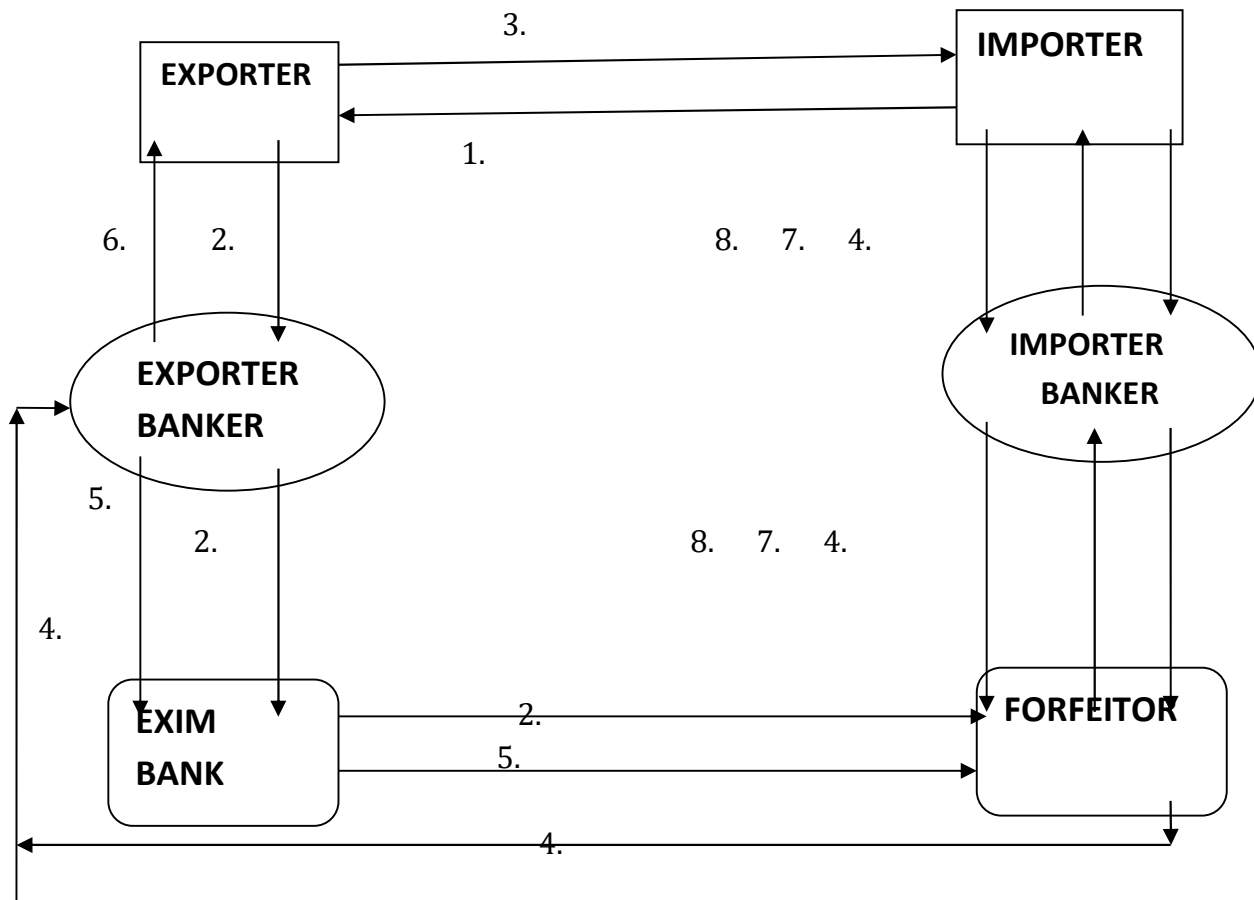 3.
EXPORTER
IMPORTER
1.
6. 2.
8. 7. 4.
EXPORTER
BANKER
IMPORTER
BANKER
5.
2.
8. 7. 4.
4.
EXIM
BANK
2.
5.
FORFEITOR
4.